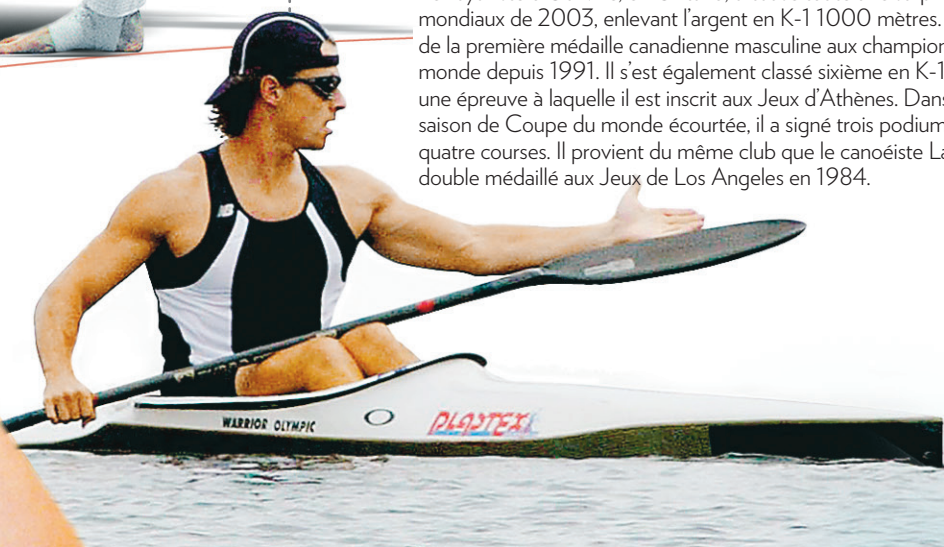 mondiaux de 2003, enlevant l'argent en K-1 1000 mètres.
de la première médaille canadienne masculine aux champion
monde depuis 1991. Il s'est également classé sixième en K-1
une épreuve à laquelle il est inscrit aux Jeux d'Athènes. Dans
saison de Coupe du monde écourtée, il a signé trois podium
quatre courses. Il provient du même club que le canoéiste La
double médaillé aux Jeux de Los Angeles en 1984.
NB
WARRIOR OLYMPIC
PLASTEX